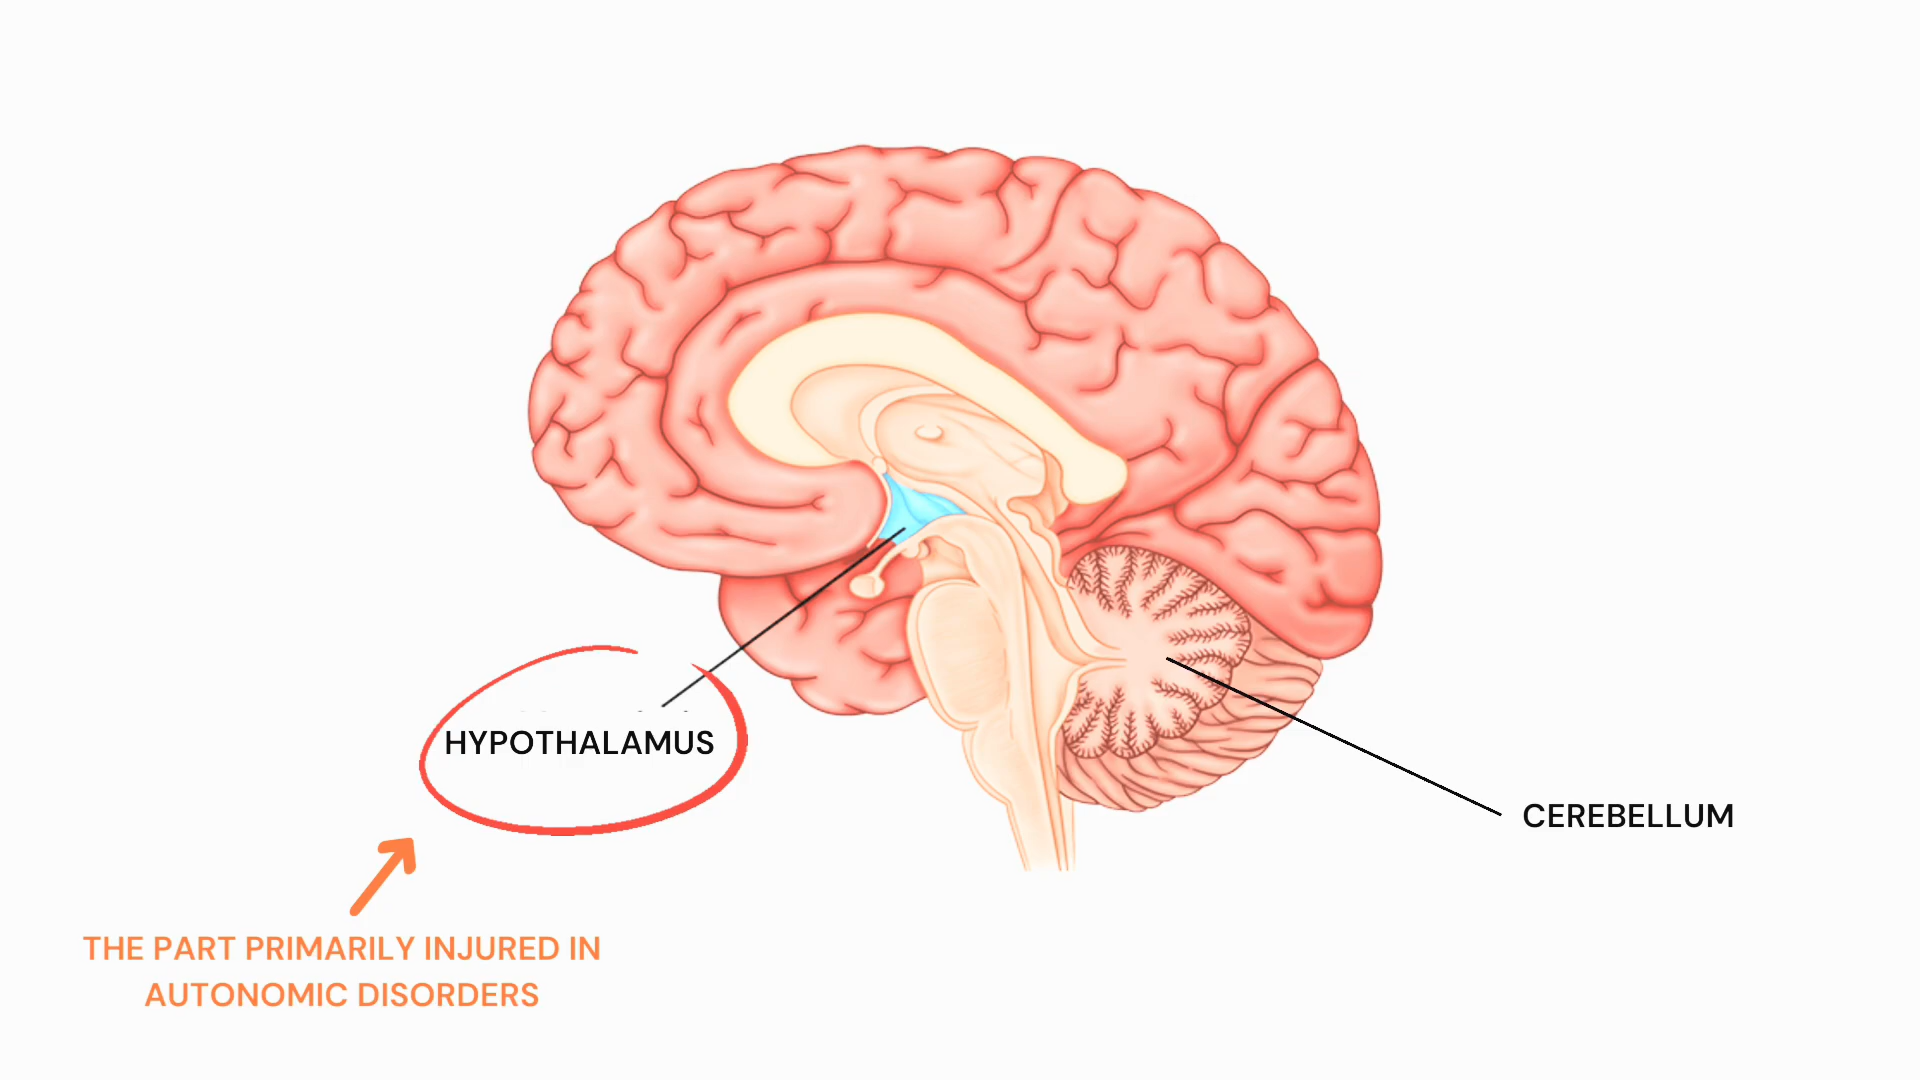 HYPOTHALAMUS
CEREBELLUM
THE PART PRIMARILY INJURED IN
AUTONOMIC DISORDERS